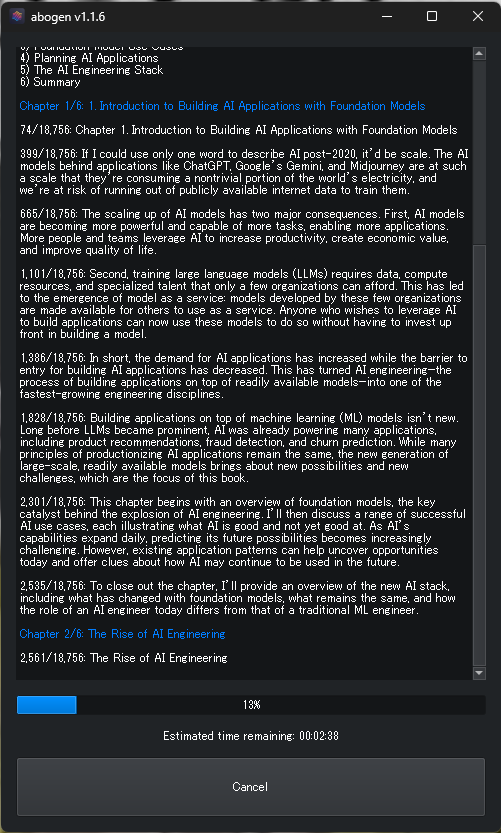 abogen v1.1.6
3) Foundation Model Use Cases
4) Planning AI Applications
5) The AI Engineering Stack
6) Summary
Chapter 1/6: 1. Introduction to Building AI Applications with Foundation Models
74/18,756: Chapter 1. Introduction to Building AI Applications with Foundation Models
399/18,756: If I could use only one word to describe AI post-2020, it'd be scale. The AI
models behind applications like ChatGPT, Google's Gemini, and Midjourney are at such
a scale that they're consuming a nontrivial portion of the world's electricity, and
we're at risk of running out of publicly available internet data to train them.
665/18,756: The scaling up of AI models has two major consequences. First, AI models
are becoming more powerful and capable of more tasks, enabling more applications.
More people and teams leverage AI to increase productivity, create economic value,
and improve quality of life.
1,101/18,756: Second, training large language models (LLMs) requires data, compute
resources, and specialized talent that only a few organizations can afford. This has led
to the emergence of model as a service: models developed by these few organizations
are made available for others to use as a service. Anyone who wishes to leverage AI
to build applications can now use these models to do so without having to invest up
front in building a model.
1,386/18,756: In short, the demand for AI applications has increased while the barrier to
entry for building AI applications has decreased. This has turned AI engineering—the
process of building applications on top of readily available models—into one of the
fastest-growing engineering disciplines.
1,828/18,756: Building applications on top of machine learning (ML) models isn't new.
Long before LLMs became prominent, AI was already powering many applications,
including product recommendations, fraud detection, and churn prediction. While many
principles of productionizing AI applications remain the same, the new generation of
large-scale, readily available models brings about new possibilities and new
challenges, which are the focus of this book.
2,301/18,756: This chapter begins with an overview of foundation models, the key
catalyst behind the explosion of AI engineering. I'll then discuss a range of successful
AI use cases, each illustrating what AI is good and not yet good at. As AI's
capabilities expand daily, predicting its future possibilities becomes increasingly
challenging. However, existing application patterns can help uncover opportunities
today and offer clues about how AI may continue to be used in the future.
2,535/18,756: To close out the chapter, I'll provide an overview of the new AI stack,
including what has changed with foundation models, what remains the same, and how
the role of an AI engineer today differs from that of a traditional ML engineer.
Chapter 2/6: The Rise of AI Engineering
2,561/18,756: The Rise of AI Engineering
13%
Estimated time remaining: 00:02:38
Cancel